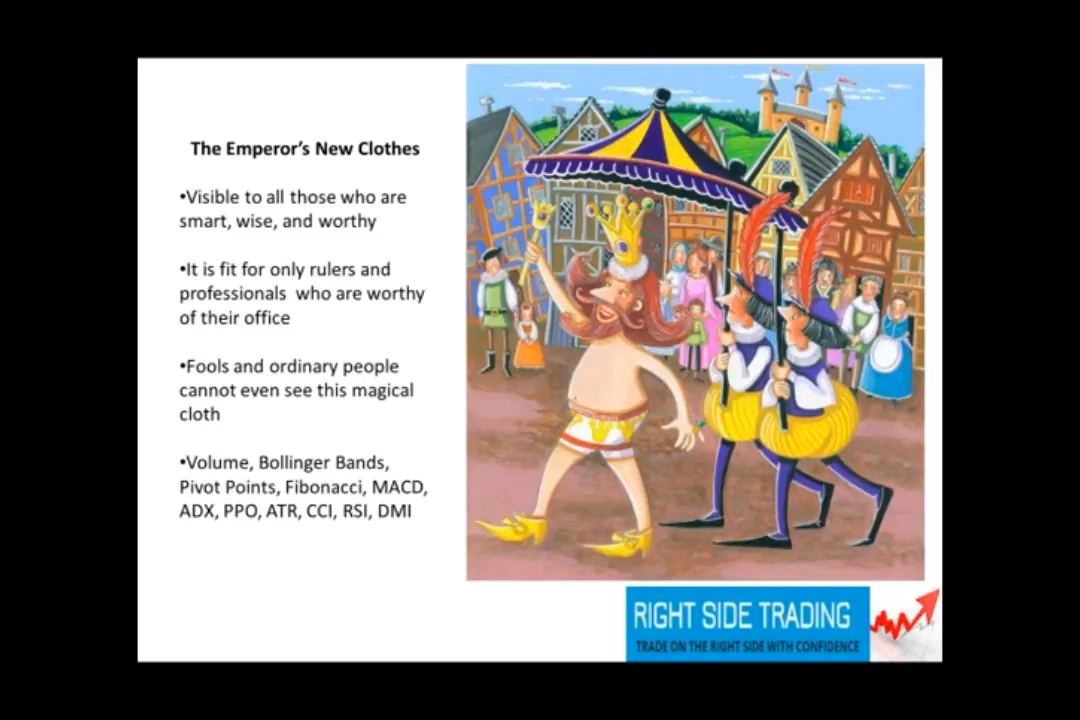 The Emperor's New Clothes
•Visible to all those who are
smart, wise, and worthy
•It is fit for only rulers and
professionals who are worthy
of their office
•Fools and ordinary people
cannot even see this magical
cloth
•Volume, Bollinger Bands,
Pivot Points, Fibonacci, MACD,
ADX, PPO, ATR, CCI, RSI, DMI
RIGHT SIDE TRADING
TRADE ON THE RIGHT SIDE WITH CONFIDENCE